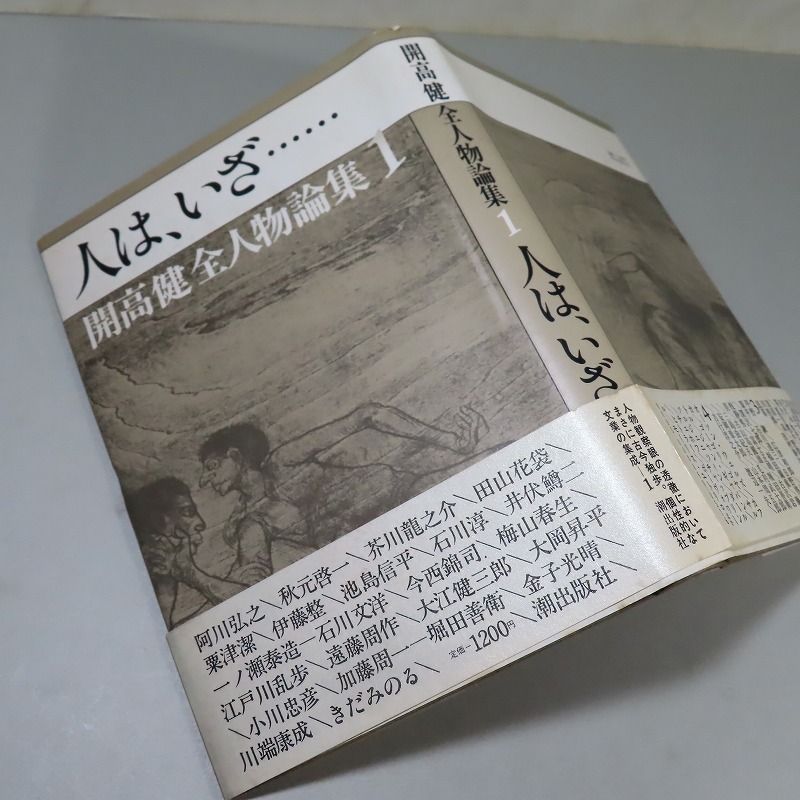 人は、いざ……
開高健 全人物論集 1
阿川弘之\秋元啓一\芥川龍之介\田山花袋\
粟津潔\伊藤整\池島信平\石川淳\井伏鱒二
一ノ瀬泰造―石川文洋\今西錦司\梅山春生\
江戸川乱歩\遠藤周作\大江健三郎\大岡昇平
\小川忠彦\加藤周一―堀田善衛\金子光晴
川端康成\きだみのる\
定価―1200円 潮出版社
開高健 全人物論集 1 人は、いざ
人物観察眼の透徹において
まさに古今独歩。個性的な
文業の集成 1 潮出版社